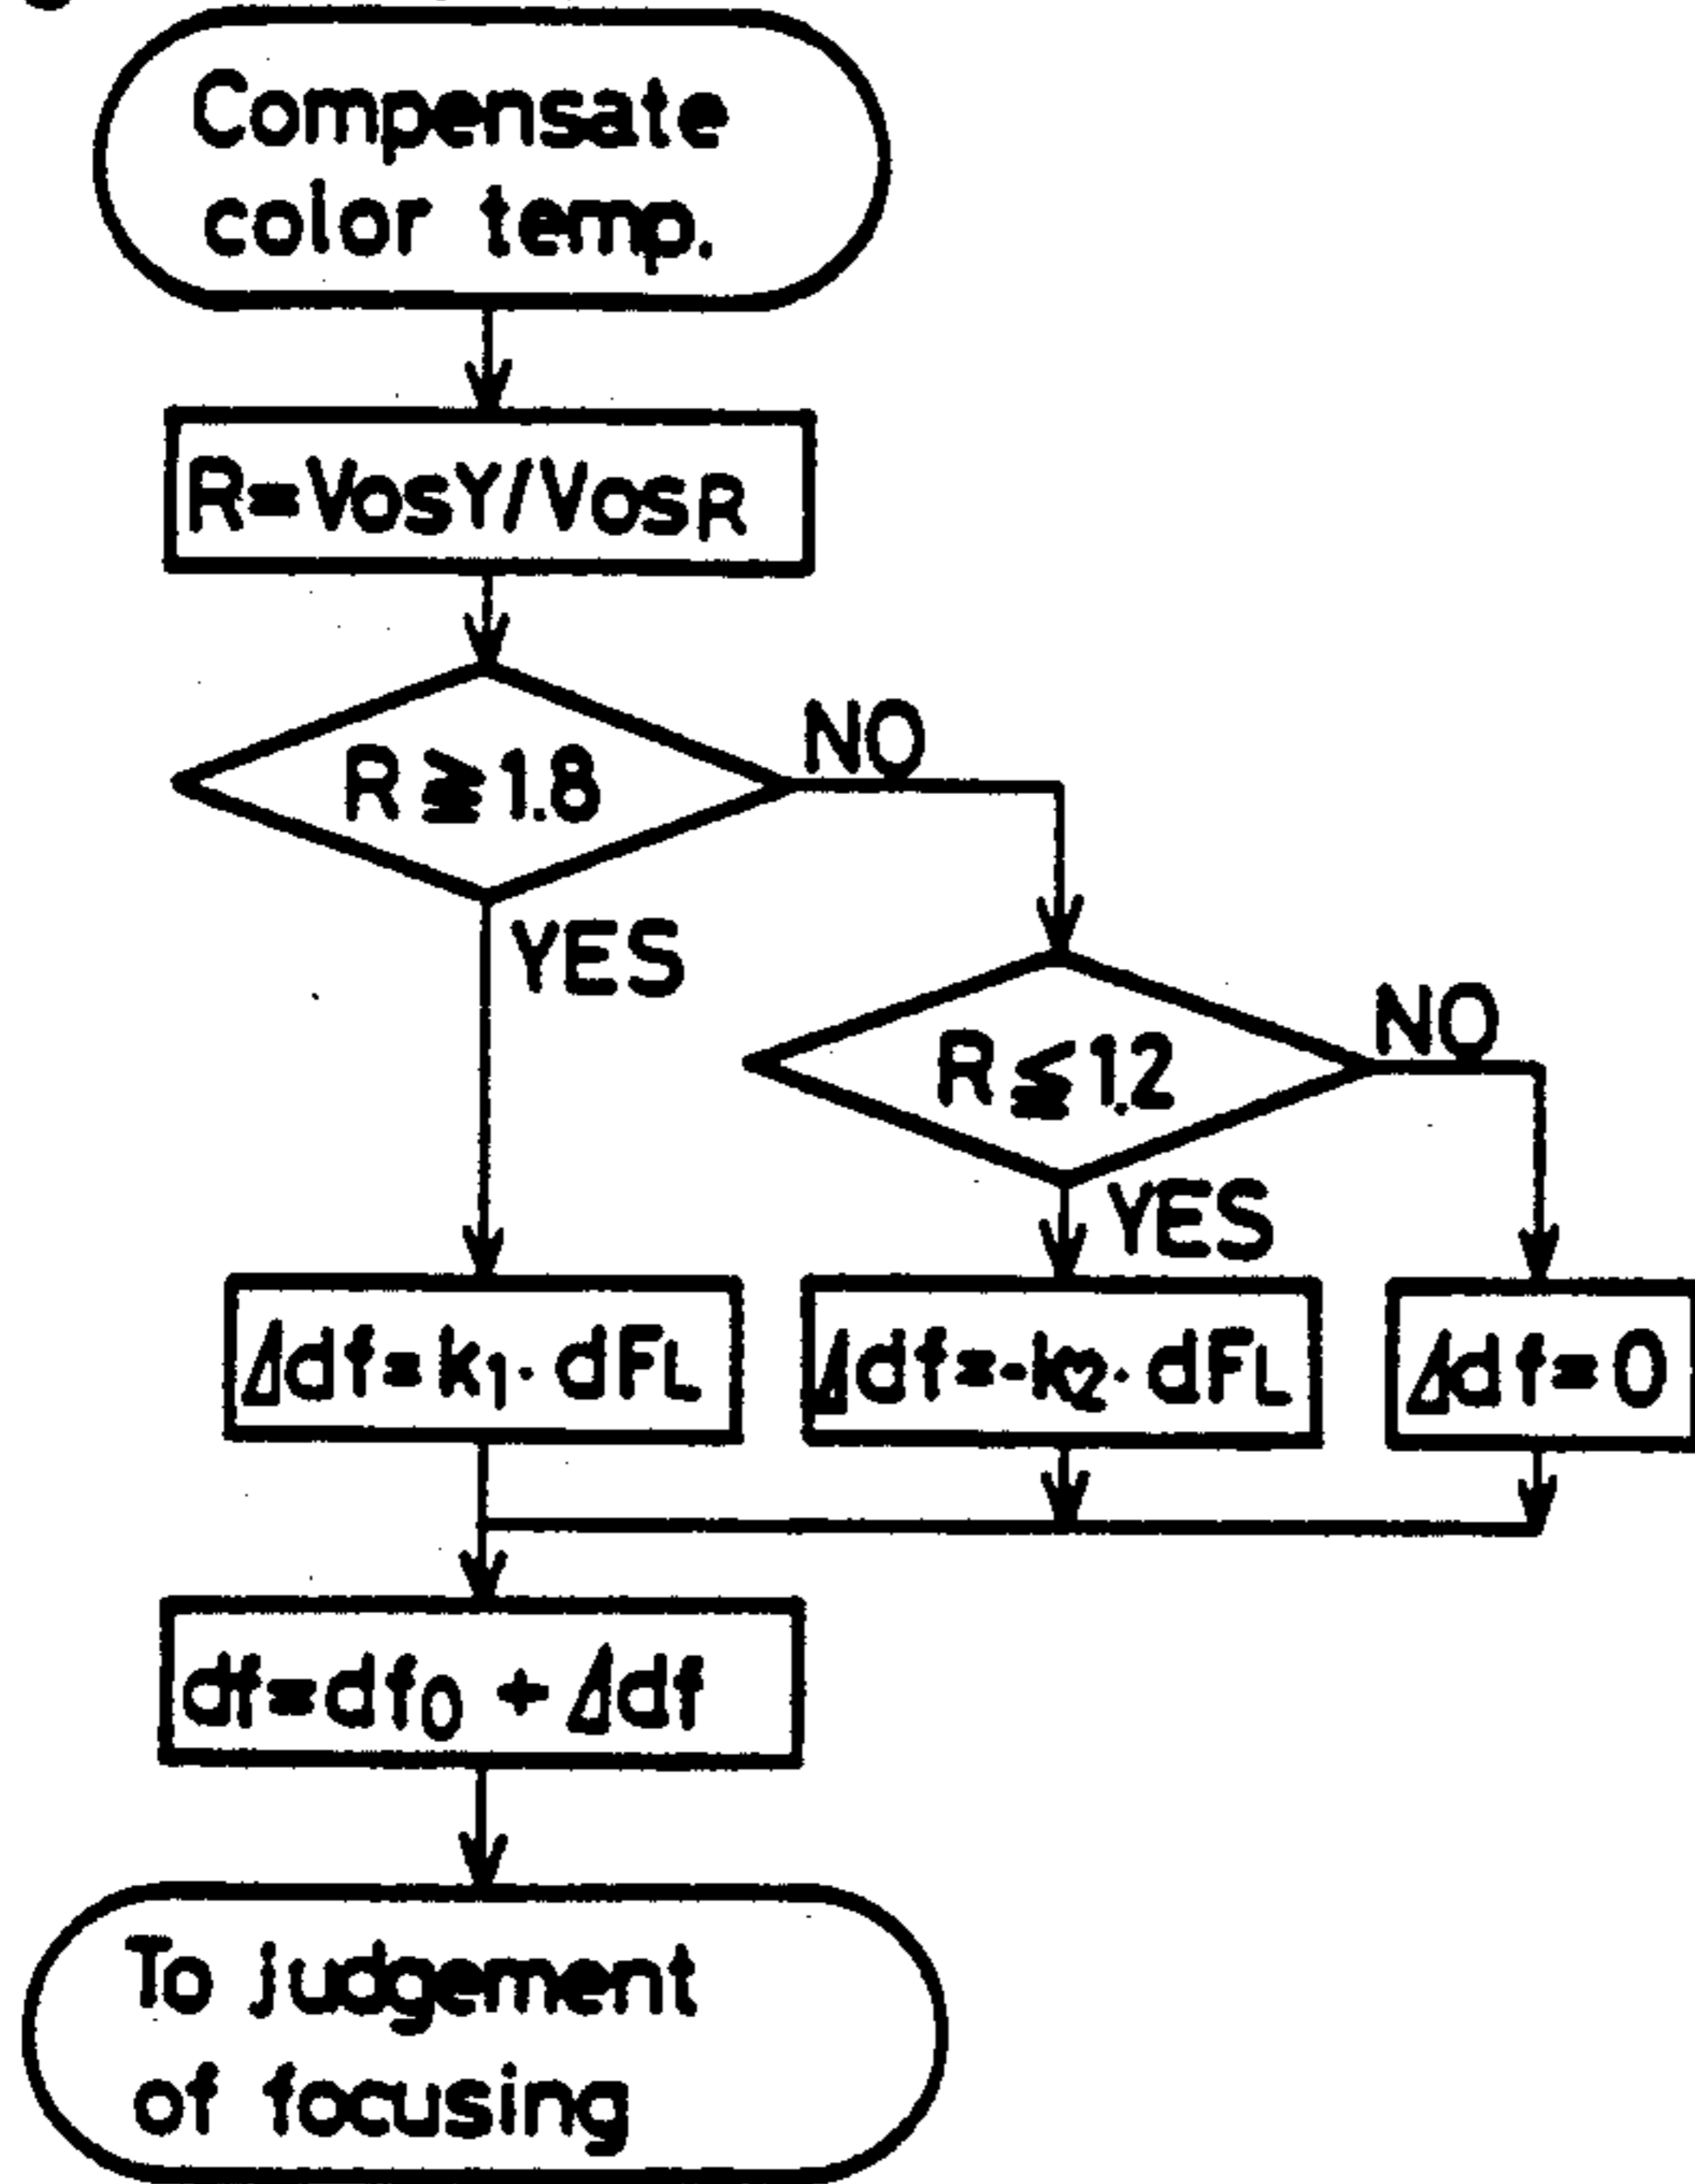 Compensate
color temp.
R=VosY/VosR
R≧1.8
NO
YES
R≦1.2
NO
YES
Δdf=k1·dFL
Δdf=-k2·dFL
Δdf=0
df=df0+Δdf
To judgement
of focusing